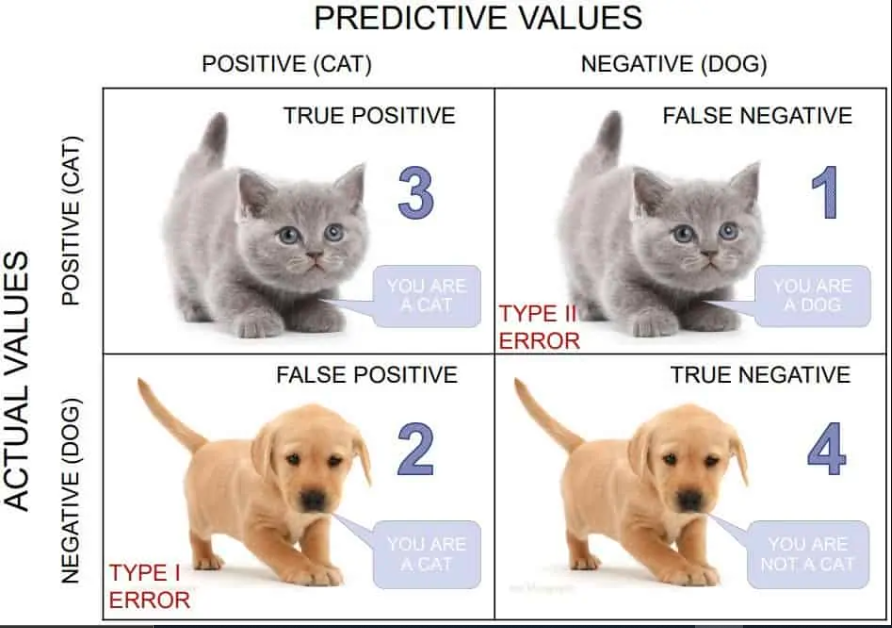 PREDICTIVE VALUES
POSITIVE (CAT)
NEGATIVE (DOG)
ACTUAL VALUES
POSITIVE (CAT)
TRUE POSITIVE
3
YOU ARE
A CAT
FALSE NEGATIVE
1
YOU ARE
A DOG
TYPE II
ERROR
NEGATIVE (DOG)
FALSE POSITIVE
2
YOU ARE
A CAT
TYPE I
ERROR
TRUE NEGATIVE
4
YOU ARE
NOT A CAT